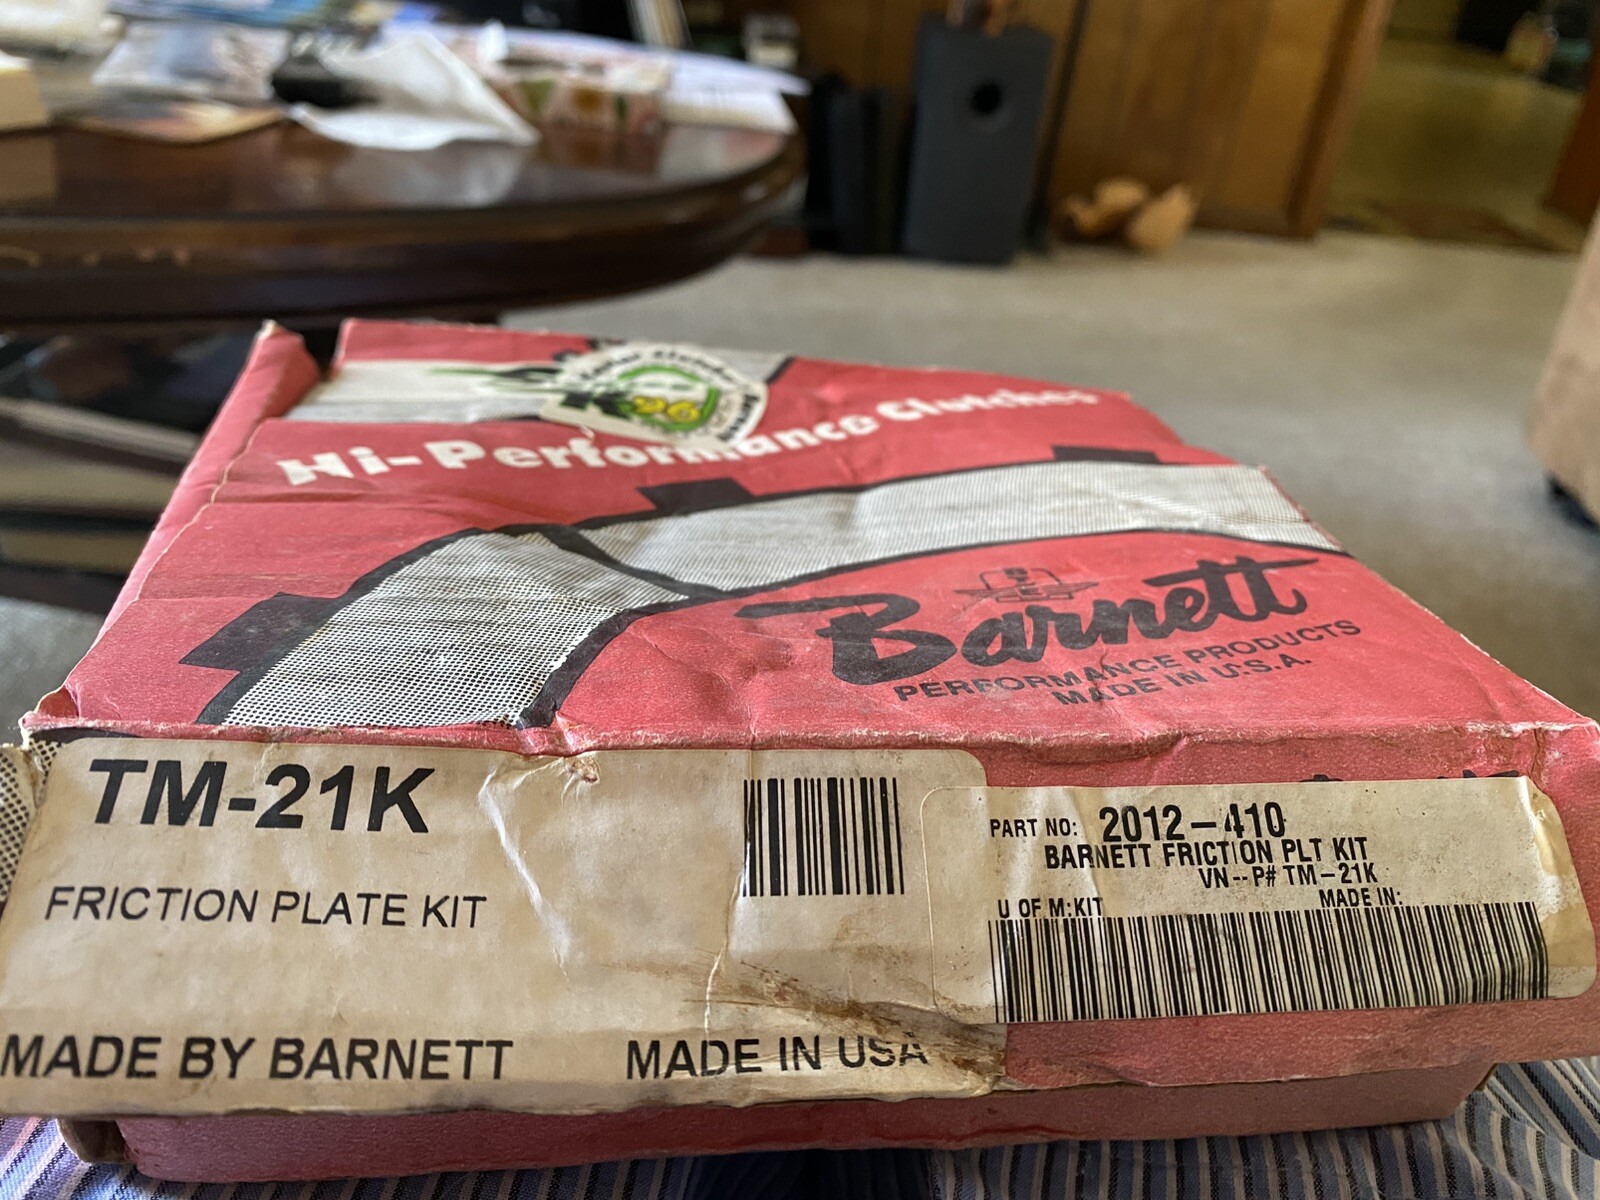 Hi-Performance Clutches
Barnett
PERFORMANCE PRODUCTS
MADE IN U.S.A.
TM-21K
FRICTION PLATE KIT
MADE BY BARNETT MADE IN USA
PART NO: 2012-410
BARNETT FRICTION PLT KIT
VN--P# TM-21K
U OF M:KIT MADE IN: